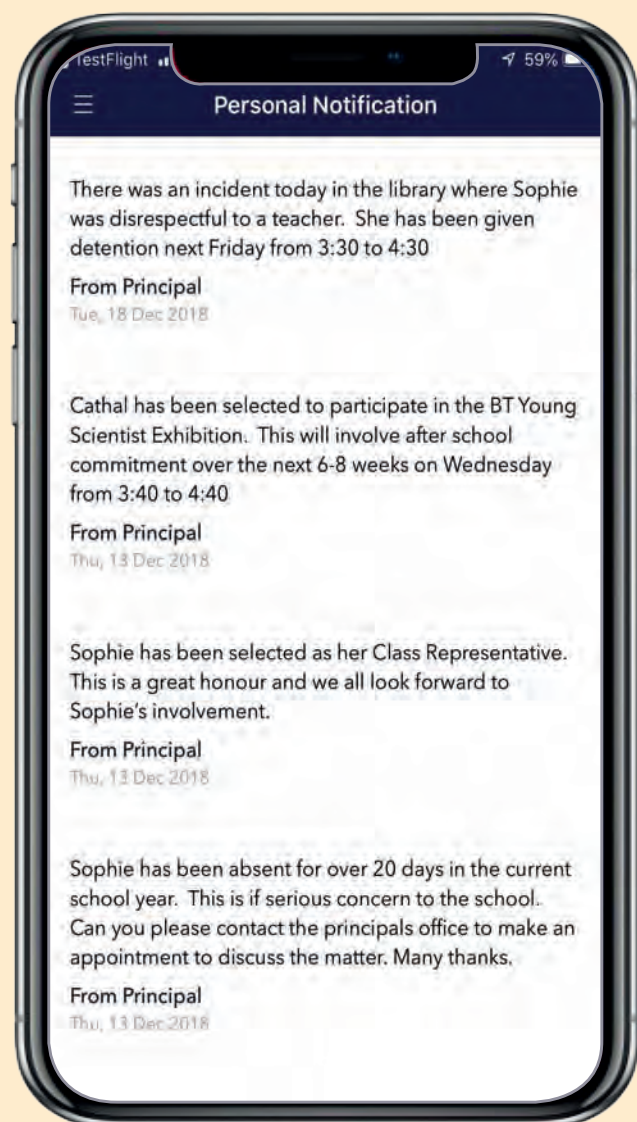 TestFlight
59%
Personal Notification
There was an incident today in the library where Sophie
was disrespectful to a teacher. She has been given
detention next Friday from 3:30 to 4:30
From Principal
Tue, 18 Dec 2018
Cathal has been selected to participate in the BT Young
Scientist Exhibition. This will involve after school
commitment over the next 6-8 weeks on Wednesday
from 3:40 to 4:40
From Principal
Thu, 13 Dec 2018
Sophie has been selected as her Class Representative.
This is a great honour and we all look forward to
Sophie's involvement.
From Principal
Thu, 13 Dec 2018
Sophie has been absent for over 20 days in the current
school year. This is if serious concern to the school.
Can you please contact the principals office to make an
appointment to discuss the matter. Many thanks.
From Principal
Thu, 13 Dec 2018